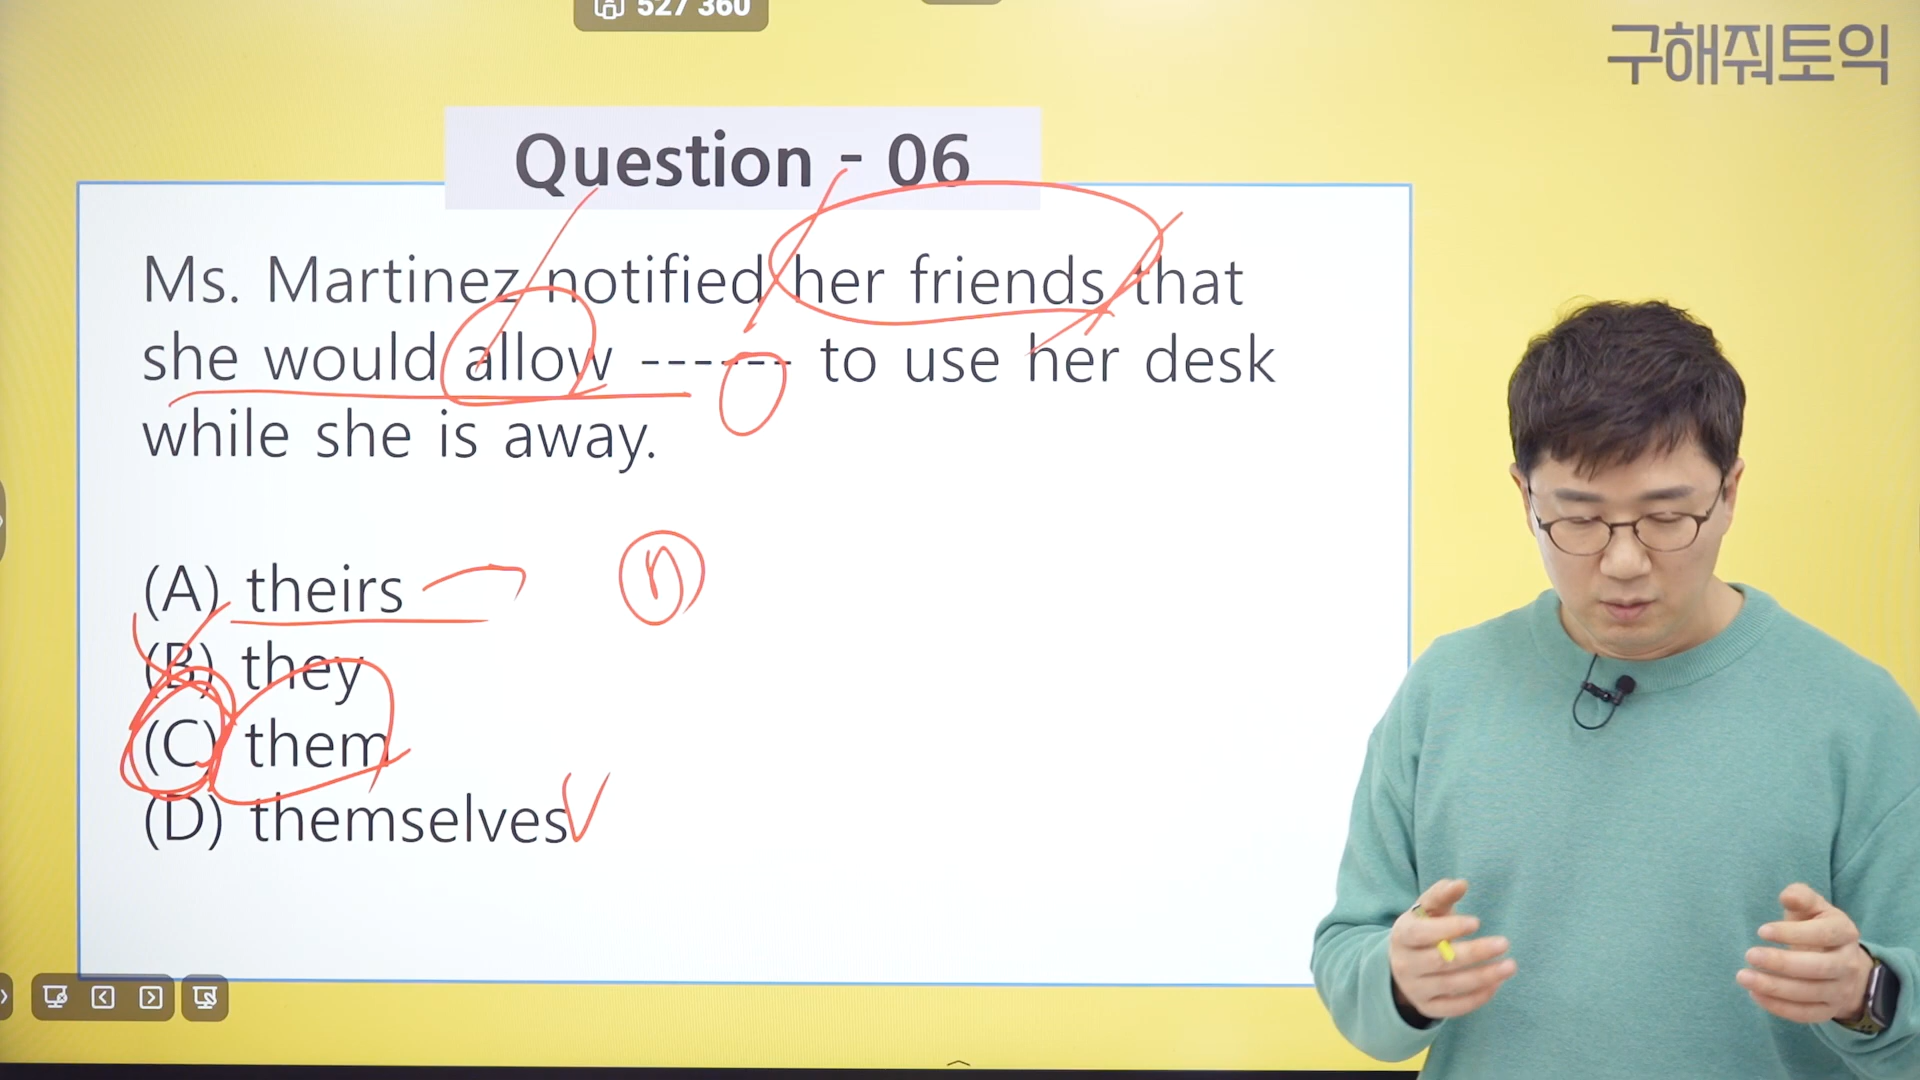 527 360
구해줘토익
Question - 06
Ms. Martinez notified her friends that
she would allow ------ to use her desk
while she is away.
(A) theirs
n
(B) they
(C) them
(D) themselves